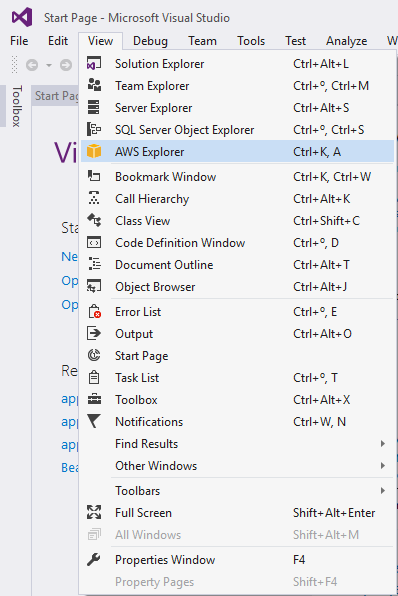 Start Page - Microsoft Visual Studio
File Edit View Debug Team Tools Test Analyze W
Toolbox
Start Pag
Vi
Sta
Ne
Op
Op
Re
app
app
app
Bea
Solution Explorer Ctrl+Alt+L
Team Explorer Ctrl+º, Ctrl+M
Server Explorer Ctrl+Alt+S
SQL Server Object Explorer Ctrl+º, Ctrl+S
AWS Explorer Ctrl+K, A
Bookmark Window Ctrl+K, Ctrl+W
Call Hierarchy Ctrl+Alt+K
Class View Ctrl+Shift+C
Code Definition Window Ctrl+º, D
Document Outline Ctrl+Alt+T
Object Browser Ctrl+Alt+J
Error List Ctrl+º, E
Output Ctrl+Alt+O
Start Page
Task List Ctrl+º, T
Toolbox Ctrl+Alt+X
Notifications Ctrl+W, N
Find Results
Other Windows
Toolbars
Full Screen Shift+Alt+Enter
All Windows Shift+Alt+M
Properties Window F4
Property Pages Shift+F4